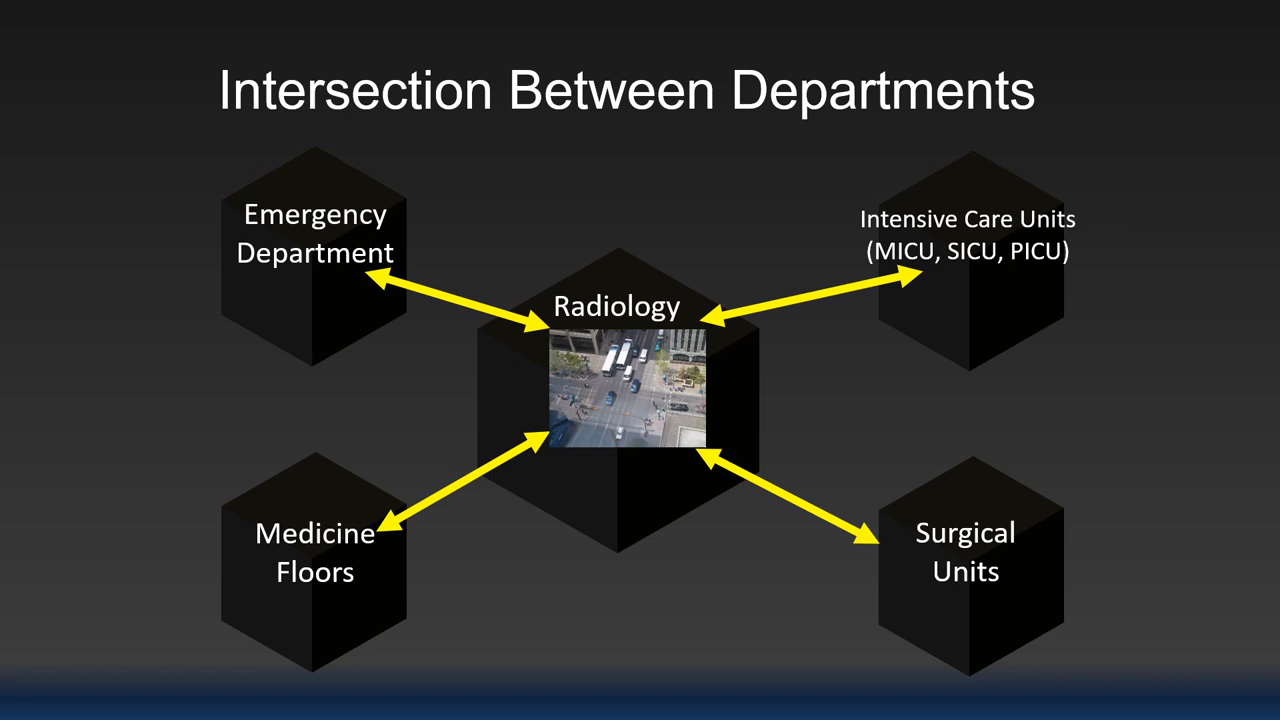 Intersection Between Departments
Emergency
Department
Intensive Care Units
(MICU, SICU, PICU)
Radiology
Medicine
Floors
Surgical
Units